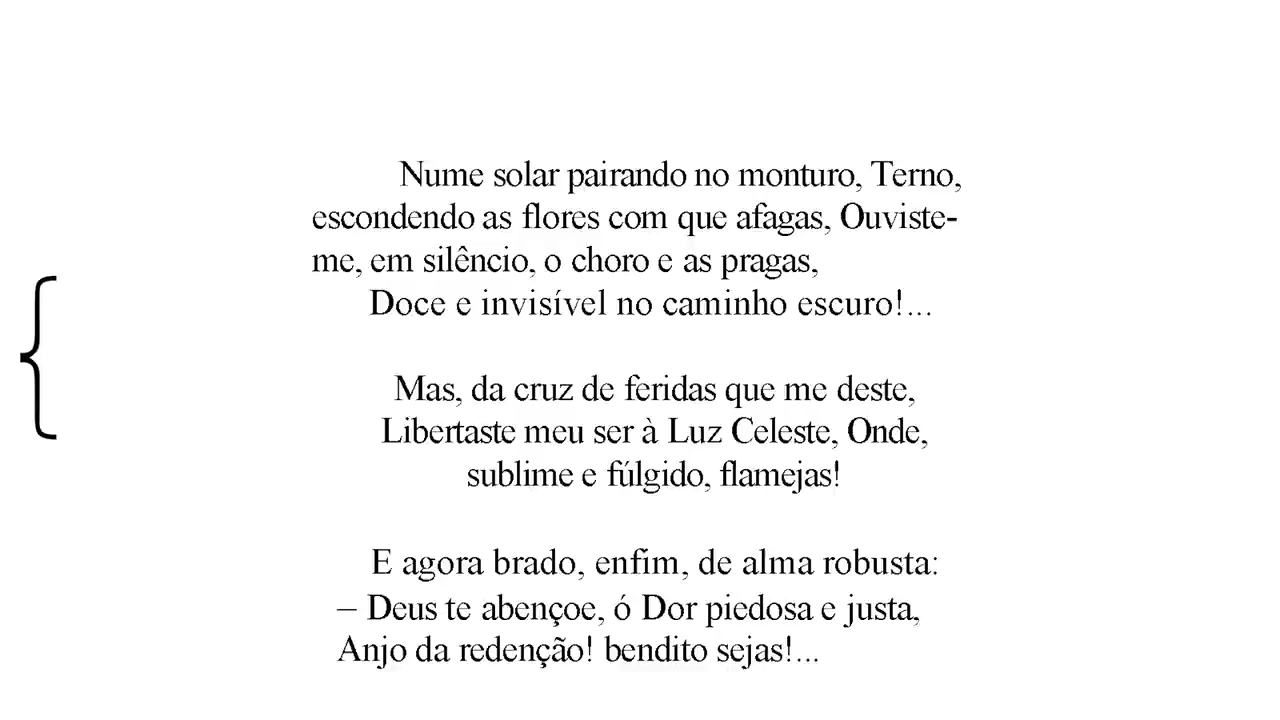 Nume solar pairando no monturo, Terno,
escondendo as flores com que afagas, Ouviste-
me, em silêncio, o choro e as pragas,
Doce e invisível no caminho escuro!...
Mas, da cruz de feridas que me deste,
Libertaste meu ser à Luz Celeste, Onde,
sublime e fúlgido, flamejas!
E agora brado, enfim, de alma robusta:
– Deus te abençoe, ó Dor piedosa e justa,
Anjo da redenção! bendito sejas!...